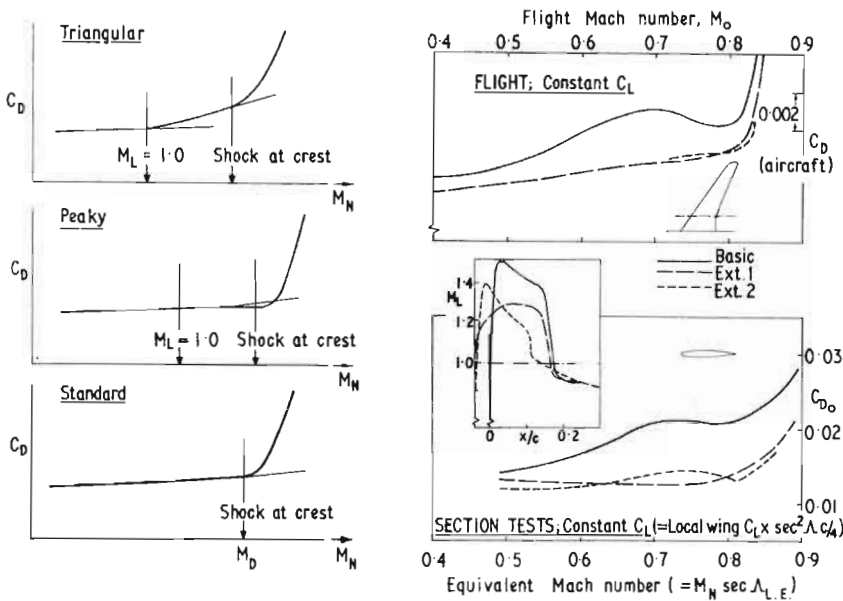 Triangular
C_D
M_L = 1·0
Shock at crest
M_N
Peaky
C_D
M_L = 1·0
Shock at crest
M_N
Standard
C_D
Shock at crest
M_D
M_N
Flight Mach number, M_o
0·4 0·5 0·6 0·7 0·8 0·9
FLIGHT; Constant C_L
0·002
C_D
(aircraft)
Basic
Ext. 1
Ext. 2
1·4
M_L
1·2
1·0
0 x/c 0·2
0·03
C_Do
0·02
0·01
SECTION TESTS; Constant C_L (=Local wing C_L x sec² Λ c/4)
0·4 0·5 0·6 0·7 0·8 0·9
Equivalent Mach number (= M_N sec Λ_L.E.)